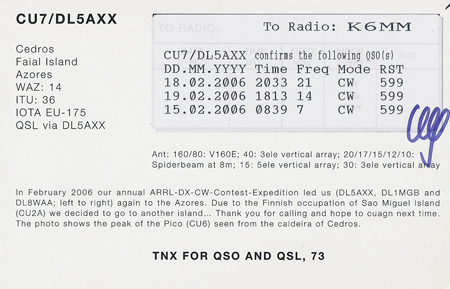 CU7/DL5AXX
Cedros
Faial Island
Azores
WAZ: 14
ITU: 36
IOTA EU-175
QSL via DL5AXX
TO RADIO:
To Radio: K6MM
CU7/DL5AXX confirms the following QSO(s)
DD.MM.YYYY Time Freq Mode RST
18.02.2006 2033 21 CW 599
19.02.2006 1813 14 CW 599
15.02.2006 0839 7 CW 599
Ant: 160/80: V160E; 40: 3ele vertical array; 20/17/15/12/10:
Spiderbeam at 8m; 15: 5ele vertical array; 30: 3ele vertical array
In February 2006 our annual ARRL-DX-CW-Contest-Expedition led us (DL5AXX, DL1MGB and
DL8WAA; left to right) again to the Azores. Due to the Finnish occupation of Sao Miguel Island
(CU2A) we decided to go to another island... Thank you for calling and hope to cuagn next time.
The photo shows the peak of the Pico (CU6) seen from the caldeira of Cedros.
TNX FOR QSO AND QSL, 73